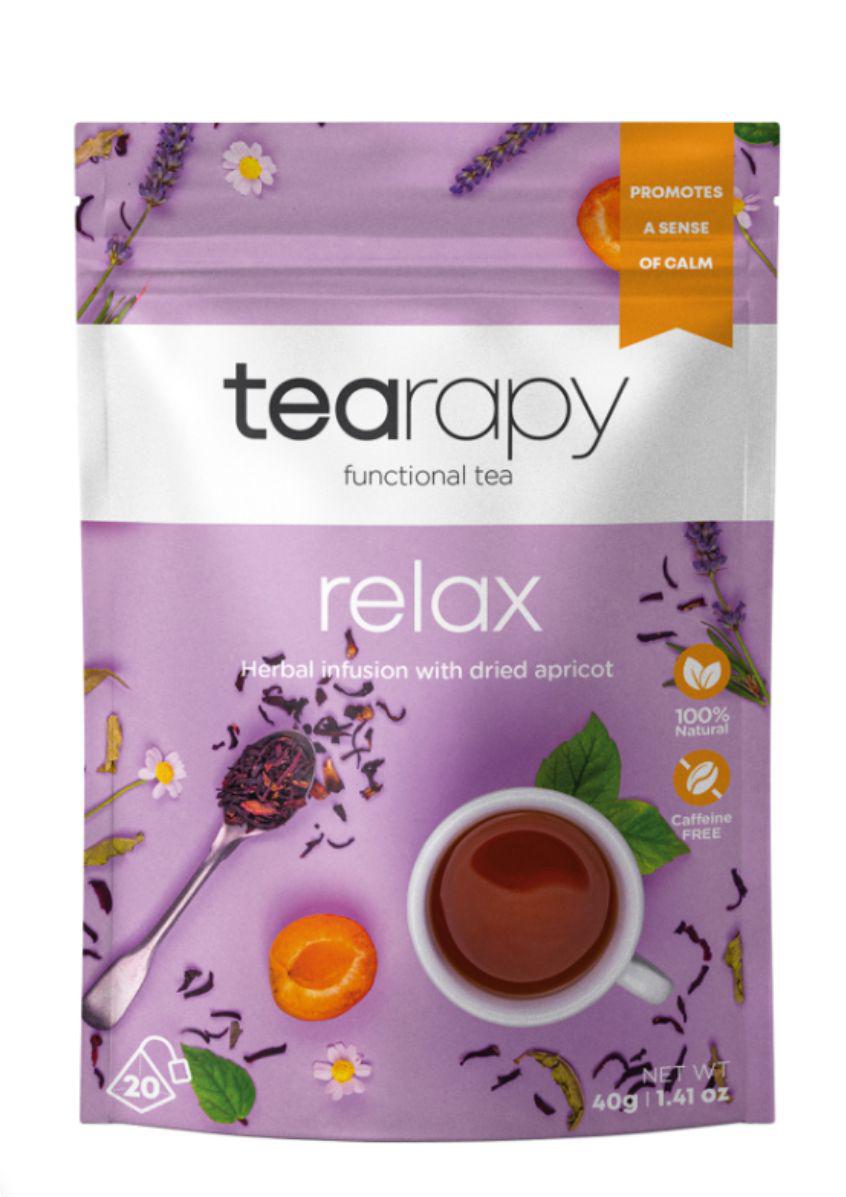 PROMOTES
A SENSE
OF CALM
tearapy
functional tea
relax
Herbal infusion with dried apricot
100%
Natural
Caffeine
FREE
20
NET WT
40g | 1.41 oz